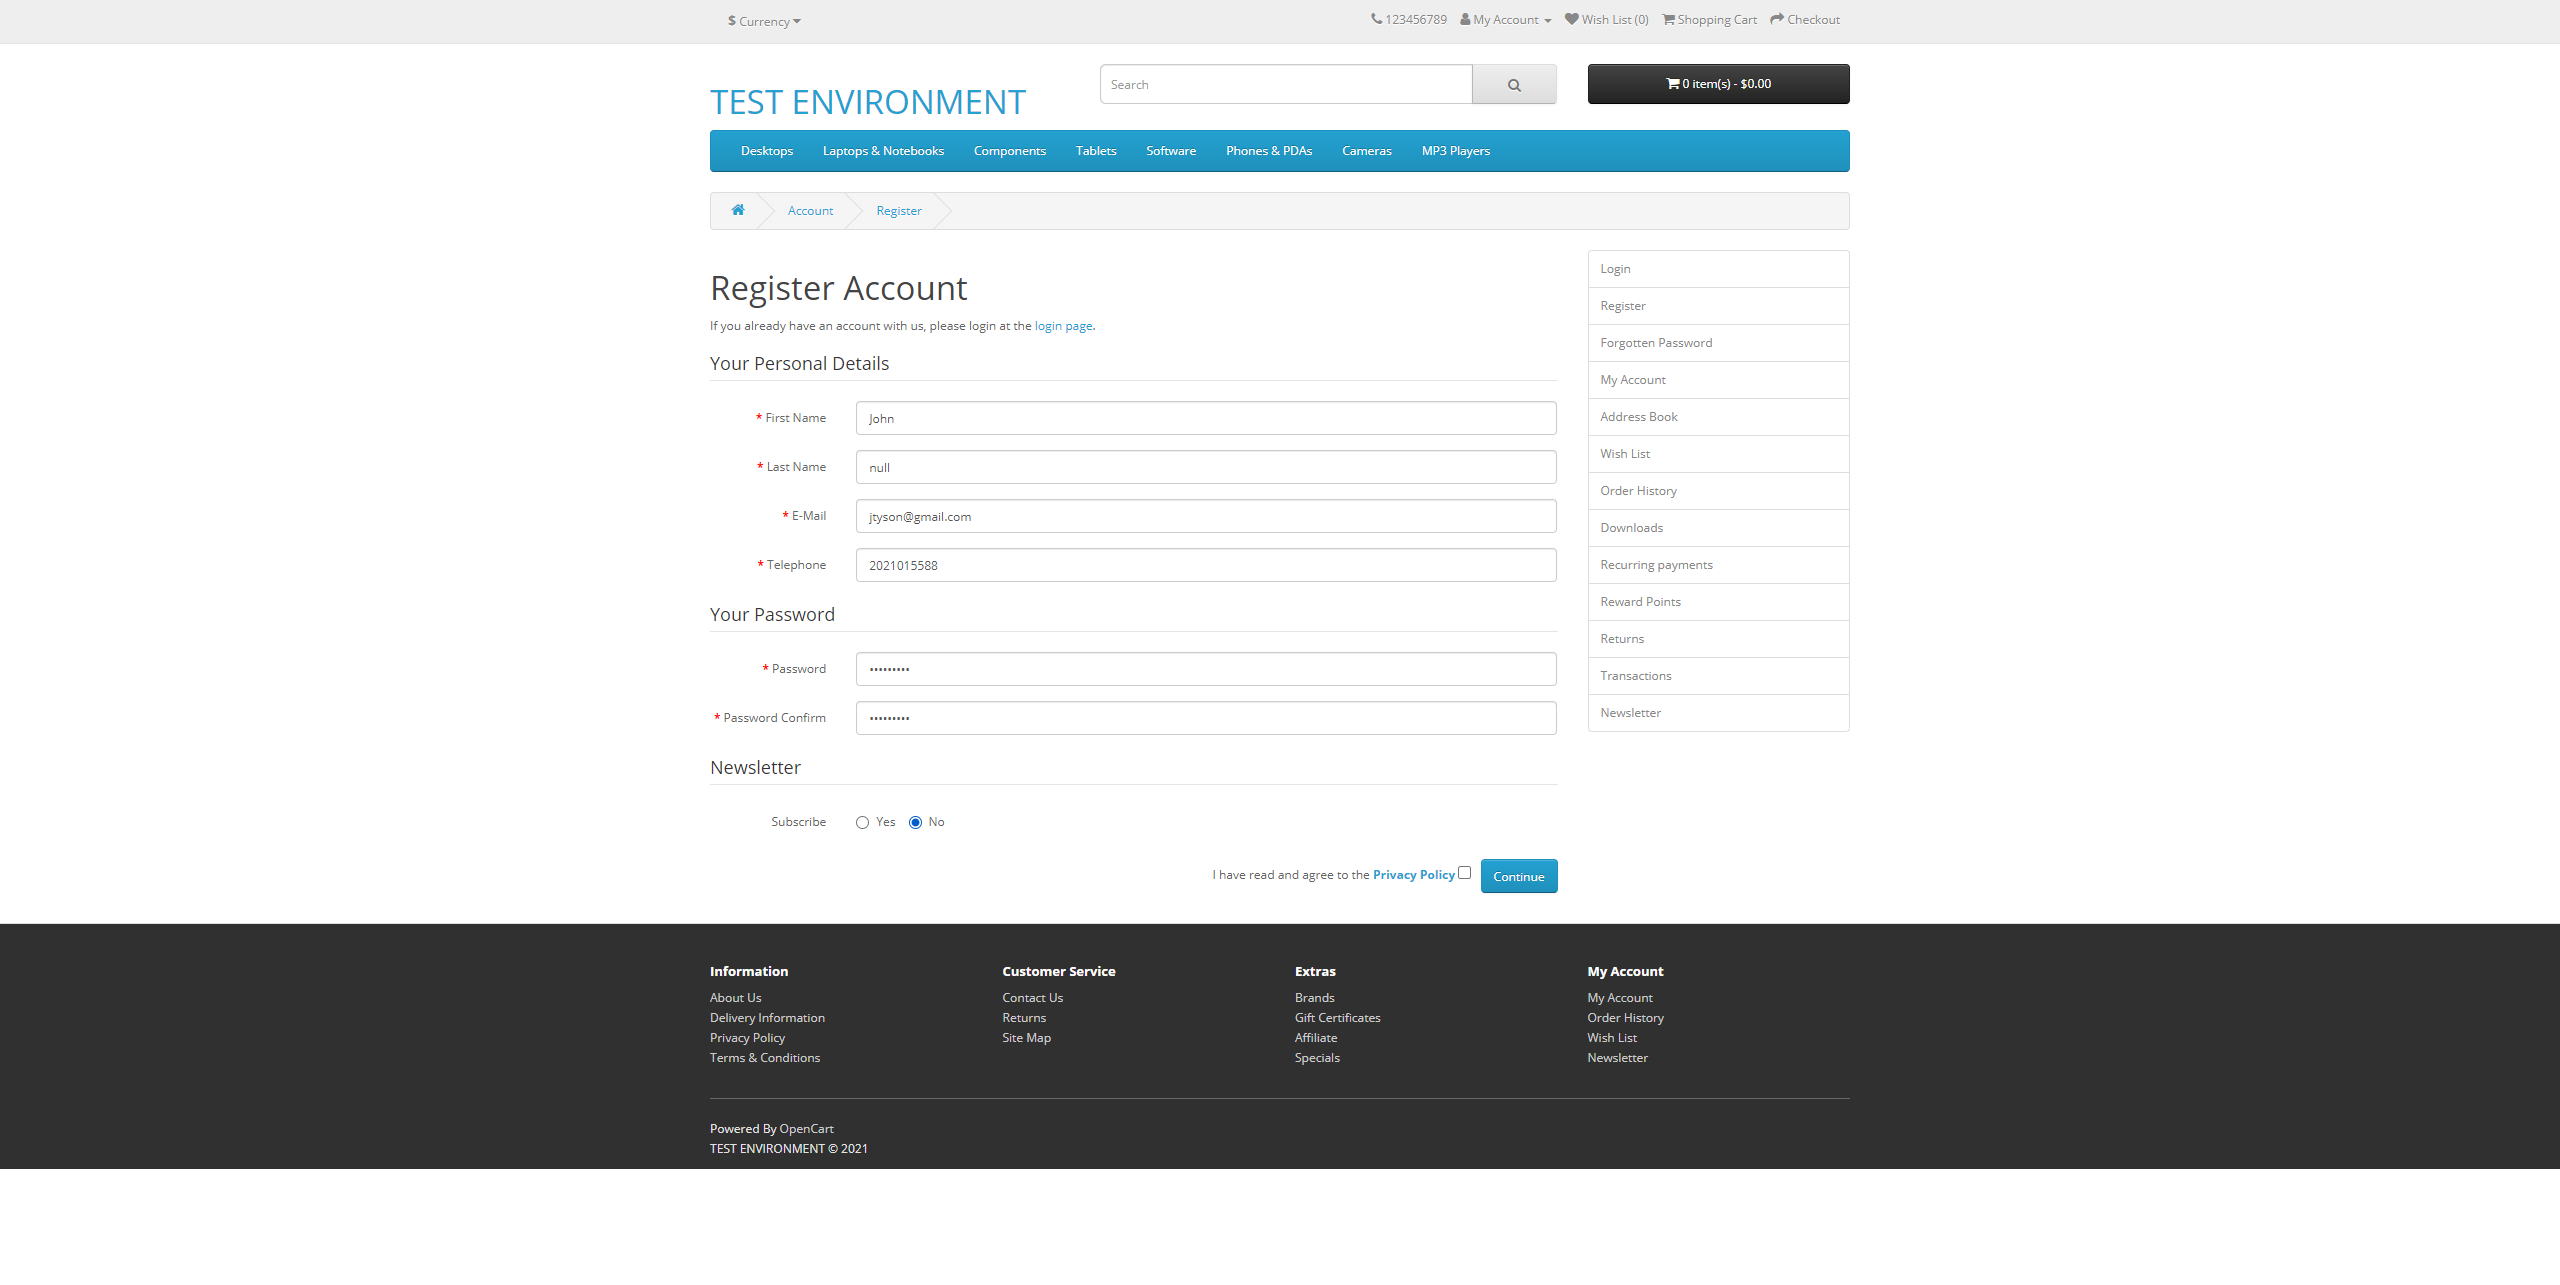 $ Currency
123456789 My Account Wish List (0) Shopping Cart Checkout
TEST ENVIRONMENT
Search
0 item(s) - $0.00
Desktops Laptops & Notebooks Components Tablets Software Phones & PDAs Cameras MP3 Players
Account Register
Register Account
If you already have an account with us, please login at the login page.
Your Personal Details
* First Name John
* Last Name null
* E-Mail jtyson@gmail.com
* Telephone 2021015588
Your Password
* Password •••••••••
* Password Confirm •••••••••
Newsletter
Subscribe Yes No
I have read and agree to the Privacy Policy Continue
Login
Register
Forgotten Password
My Account
Address Book
Wish List
Order History
Downloads
Recurring payments
Reward Points
Returns
Transactions
Newsletter
Information
About Us
Delivery Information
Privacy Policy
Terms & Conditions
Customer Service
Contact Us
Returns
Site Map
Extras
Brands
Gift Certificates
Affiliate
Specials
My Account
My Account
Order History
Wish List
Newsletter
Powered By OpenCart
TEST ENVIRONMENT © 2021